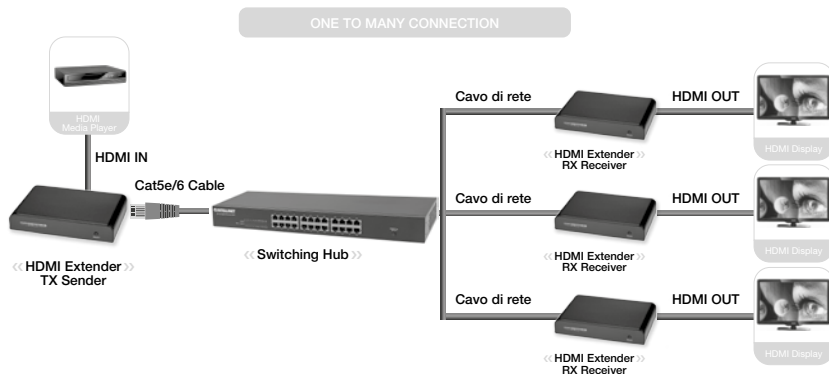 ONE TO MANY CONNECTION
HDMI
Media Player
HDMI IN
Cat5e/6 Cable
«HDMI Extender»
TX Sender
«Switching Hub»
Cavo di rete
HDMI OUT
«HDMI Extender»
RX Receiver
HDMI Display
Cavo di rete
HDMI OUT
«HDMI Extender»
RX Receiver
HDMI Display
Cavo di rete
HDMI OUT
«HDMI Extender»
RX Receiver
HDMI Display